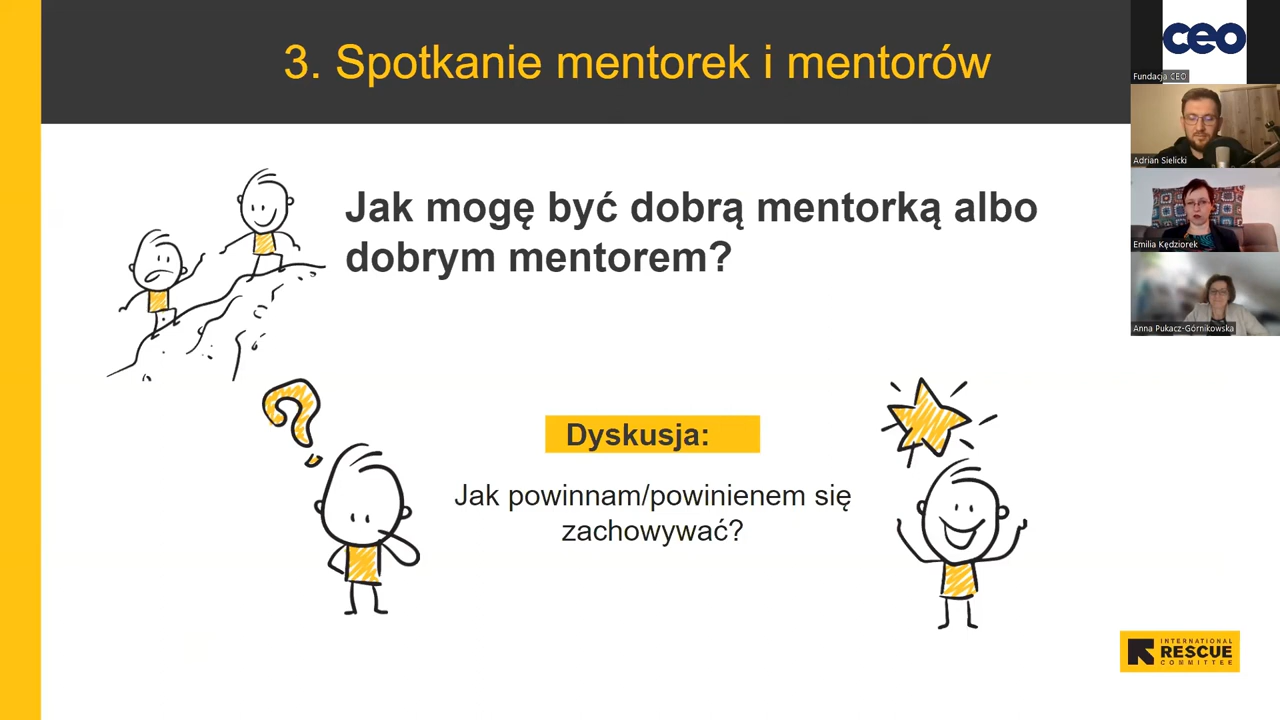 3. Spotkanie mentorek i mentorów
ceo
Fundacja CEO
Adrian Sielicki
Emilia Kędziorek
Anna Pukacz-Górnikowska
Jak mogę być dobrą mentorką albo
dobrym mentorem?
Dyskusja:
Jak powinnam/powinienem się
zachowywać?
INTERNATIONAL
RESCUE
COMMITTEE